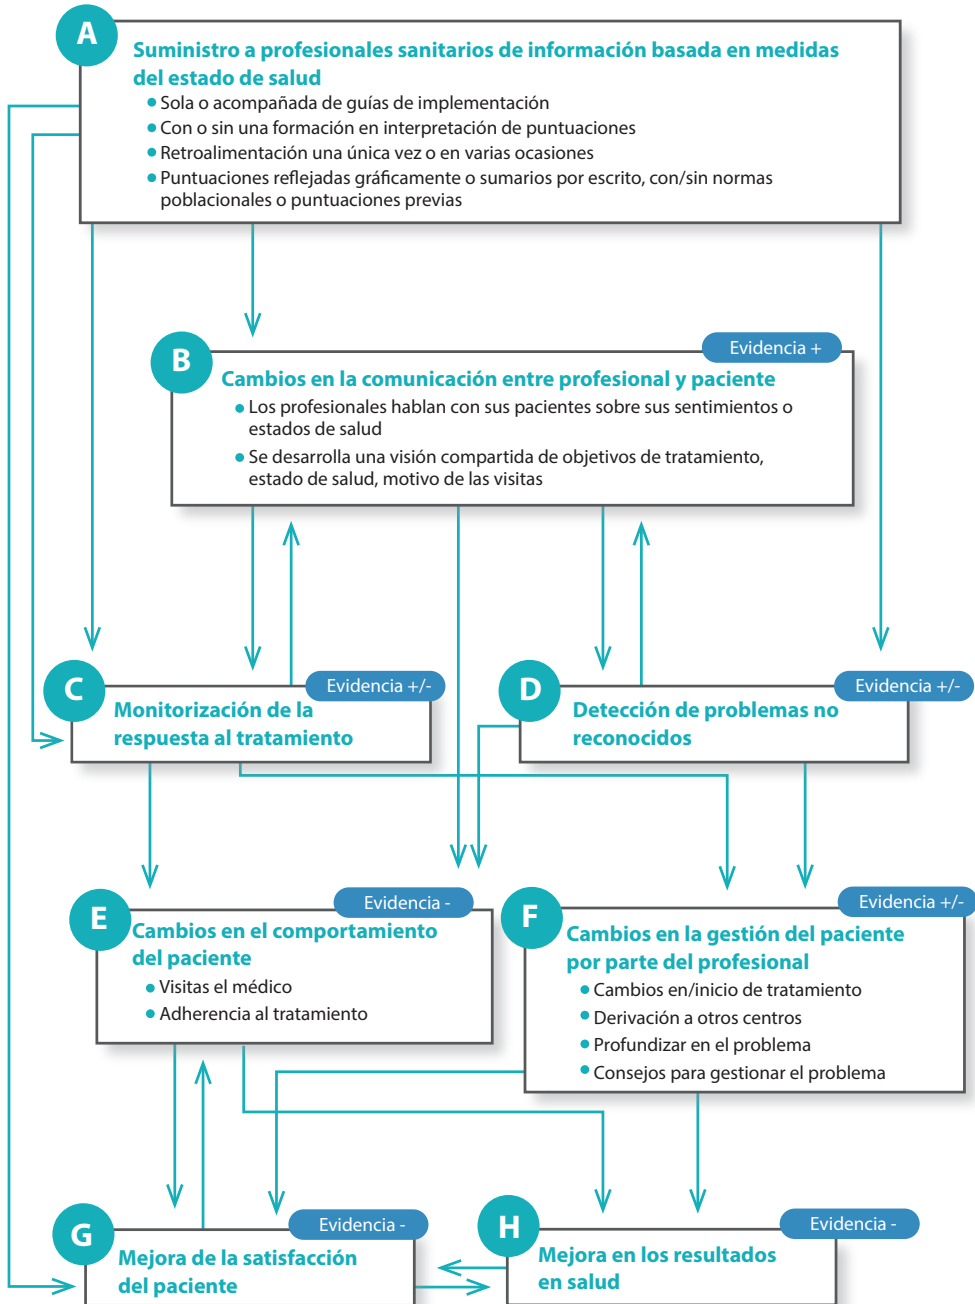 A
Suministro a profesionales sanitarios de información basada en medidas
del estado de salud
• Sola o acompañada de guías de implementación
• Con o sin una formación en interpretación de puntuaciones
• Retroalimentación una única vez o en varias ocasiones
• Puntuaciones reflejadas gráficamente o sumarios por escrito, con/sin normas
poblacionales o puntuaciones previas
B
Evidencia +
Cambios en la comunicación entre profesional y paciente
• Los profesionales hablan con sus pacientes sobre sus sentimientos o
estados de salud
• Se desarrolla una visión compartida de objetivos de tratamiento,
estado de salud, motivo de las visitas
C
Evidencia +/-
Monitorización de la
respuesta al tratamiento
D
Evidencia +/-
Detección de problemas no
reconocidos
E
Evidencia -
Cambios en el comportamiento
del paciente
• Visitas el médico
• Adherencia al tratamiento
F
Evidencia +/-
Cambios en la gestión del paciente
por parte del profesional
• Cambios en/inicio de tratamiento
• Derivación a otros centros
• Profundizar en el problema
• Consejos para gestionar el problema
G
Evidencia -
Mejora de la satisfacción
del paciente
H
Evidencia -
Mejora en los resultados
en salud